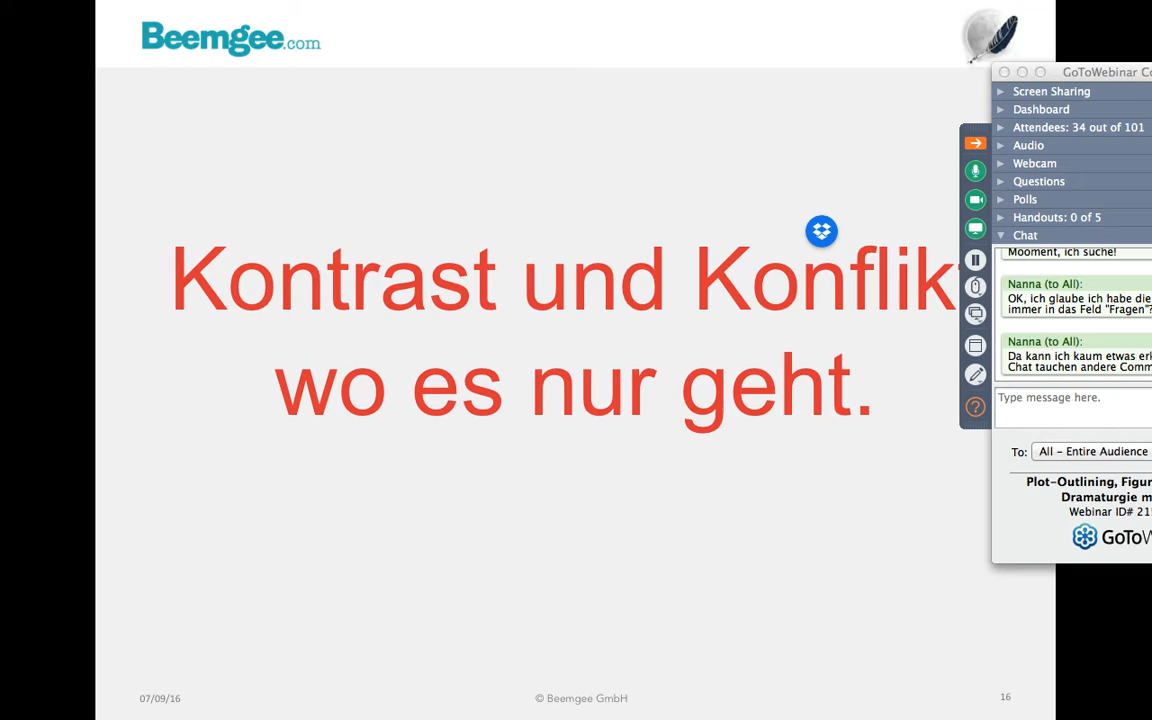 Beemgee.com
Kontrast und Konflikt
wo es nur geht.
07/09/16
© Beemgee GmbH
16
GoToWebinar Co
Screen Sharing
Dashboard
Attendees: 34 out of 101
Audio
Webcam
Questions
Polls
Handouts: 0 of 5
Chat
Mooment, ich suche!
Nanna (to All):
OK, ich glaube ich habe die
immer in das Feld "Fragen"?
Nanna (to All):
Da kann ich kaum etwas erk
Chat tauchen andere Comm
Type message here.
To: All – Entire Audience
Plot-Outlining, Figur
Dramaturgie m
Webinar ID# 21
GoToW